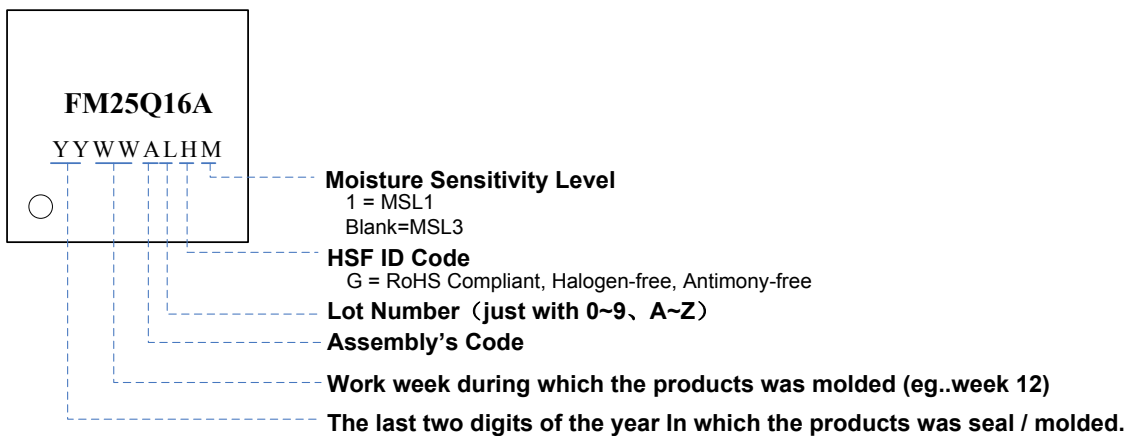 FM25Q16A
YYWWALHM
Moisture Sensitivity Level
1 = MSL1
Blank=MSL3
HSF ID Code
G = RoHS Compliant, Halogen-free, Antimony-free
Lot Number（just with 0~9、A~Z）
Assembly's Code
Work week during which the products was molded (eg..week 12)
The last two digits of the year In which the products was seal / molded.